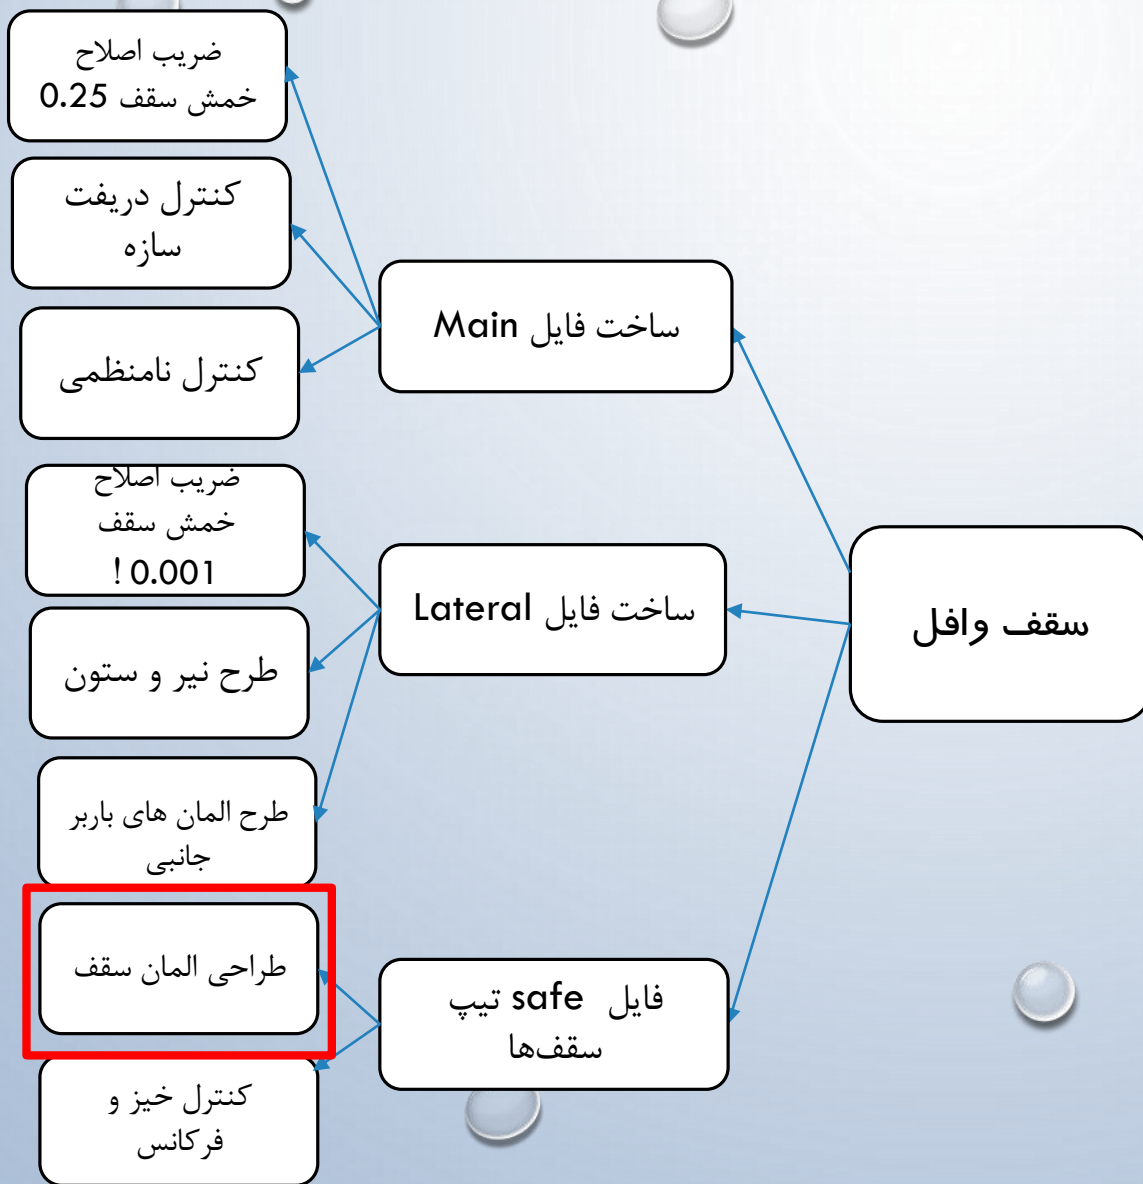 سقف وافل
ساخت فایل Main
ضریب اصلاح
خمش سقف 0.25
کنترل دریفت
سازه
کنترل نامنظمی
ساخت فایل Lateral
ضریب اصلاح
خمش سقف
0.001 !
طرح نیر و ستون
طرح المان های باربر
جانبی
فایل safe تیپ
سقف‌ها
طراحی المان سقف
کنترل خیز و
فرکانس